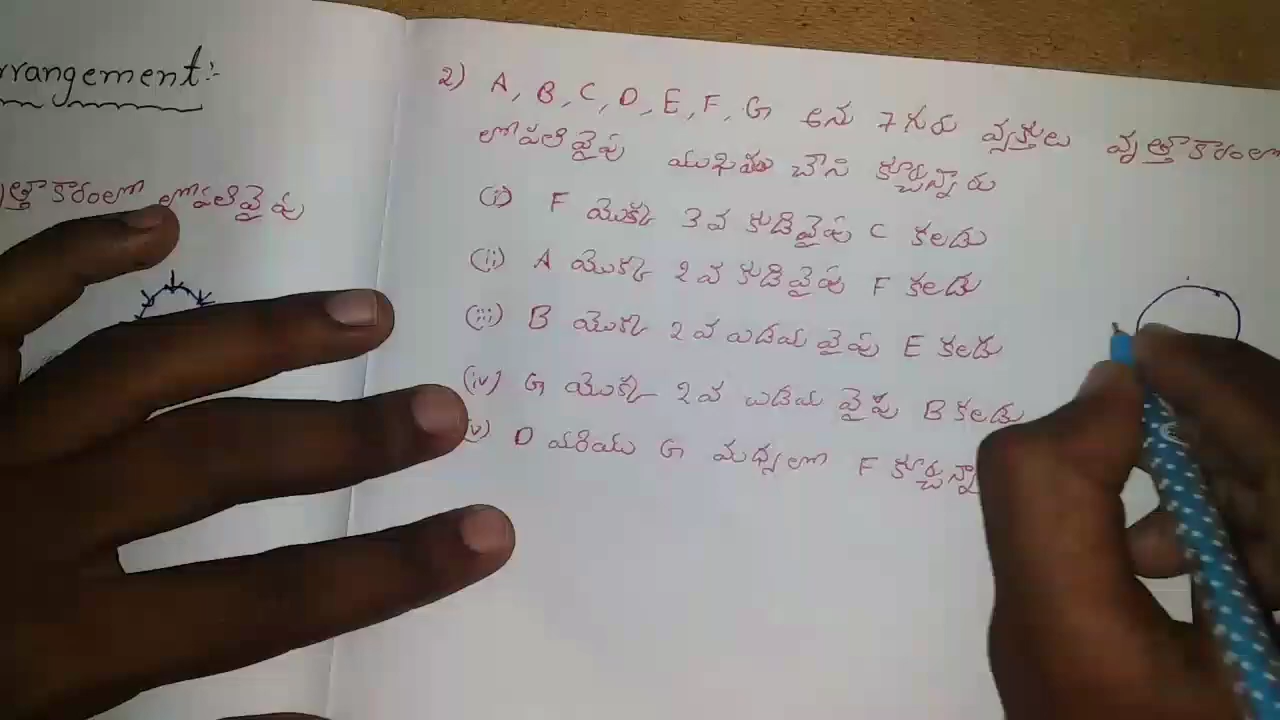 rrangement:-
త్తాకారంలో లోపలివైపు
2) A, B, C, D, E, F, G అను 7గురు వ్యక్తులు వృత్తాకారంలో
లోపలివైపు ముఖము చేసి కూర్చున్నారు
(i) F యొక్క 3వ కుడివైపు C కలదు
(ii) A యొక్క 2వ కుడివైపు F కలదు
(iii) B యొక్క 2వ ఎడమ వైపు E కలదు
(iv) G యొక్క 2వ ఎడమ వైపు B కలదు
(v) D మరియు G మధ్యలో F కూర్చున్నా